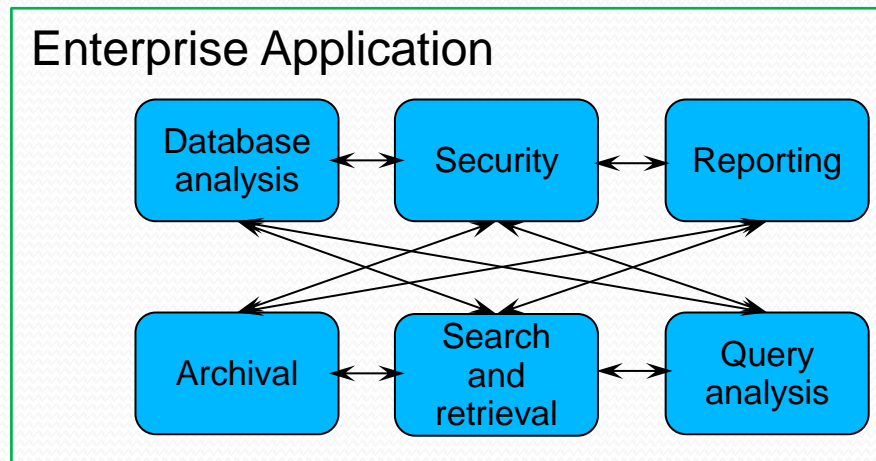 Enterprise Application
Database
analysis
Security
Reporting
Archival
Search
and
retrieval
Query
analysis